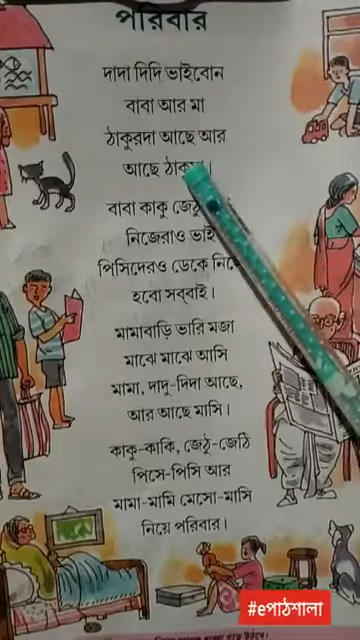 পরিবার
দাদা দিদি ভাইবোন
বাবা আর মা
ঠাকুরদা আছে আর
আছে
বাবা কাকু
নিজেরাও ভাই
পিসিদেরও ডেকে
হবো সব্বাই।
মামাবাড়ি ভারি মজা
মাঝে মাঝে আসি
মামা, দাদু-দিদা আছে,
আর আছে মাসি।
কাকু-কাকি, জেঠু-জেঠি
পিসে-পিসি আর
মামা-মামি মেসো-মাসি
নিয়ে পরিবার।
#eপাঠশালা